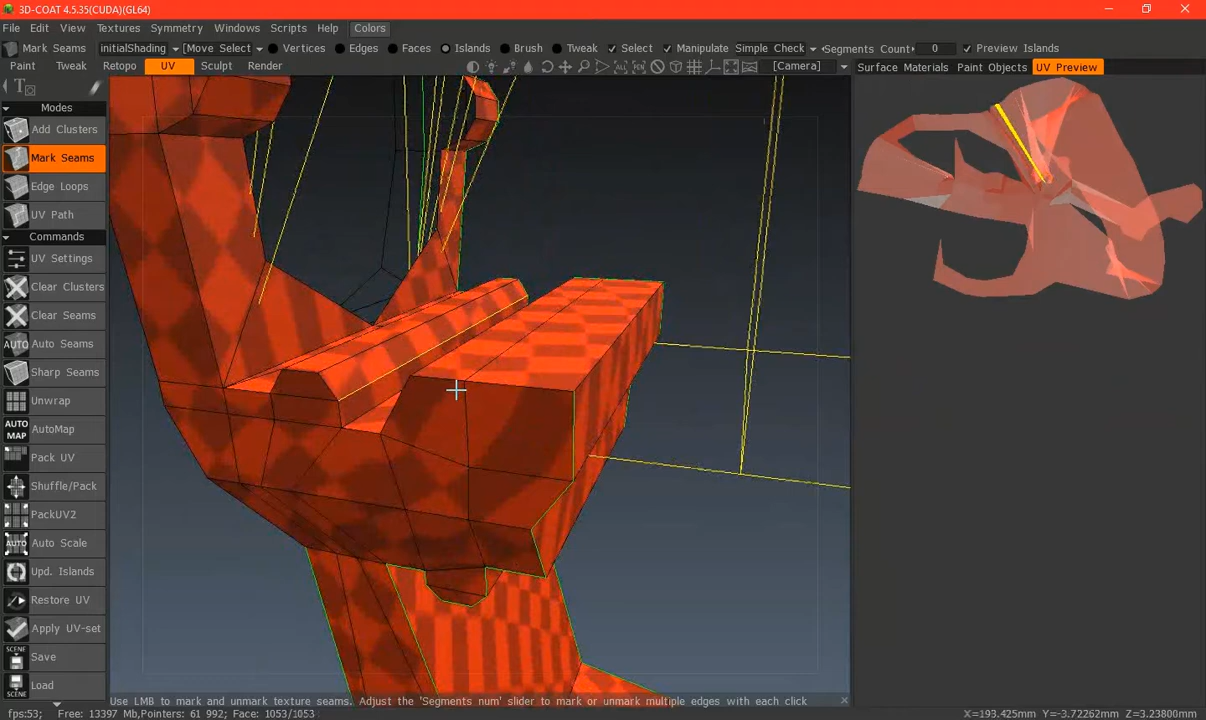 3D-COAT 4.5.35(CUDA)(GL64)
File Edit View Textures Symmetry Windows Scripts Help Colors
Mark Seams initialShading [Move Select Vertices Edges Faces Islands Brush Tweak Select Manipulate Simple Check Segments Count 0 Preview Islands
Paint Tweak Retopo UV Sculpt Render [Camera] Surface Materials Paint Objects UV Preview
Modes
Add Clusters
Mark Seams
Edge Loops
UV Path
Commands
UV Settings
Clear Clusters
Clear Seams
AUTO Auto Seams
Sharp Seams
Unwrap
AUTO MAP AutoMap
Pack UV
Shuffle/Pack
PackUV2
AUTO Auto Scale
Upd. Islands
Restore UV
Apply UV-set
SCENE Save
Load
SCENE
Use LMB to mark and unmark texture seams. Adjust the 'Segments num' slider to mark or unmark multiple edges with each click
fps:53; Free: 13397 Mb,Pointers: 61 992; Face: 1053/1053 X=193.425mm Y=-3.72262mm Z=3.23800mm